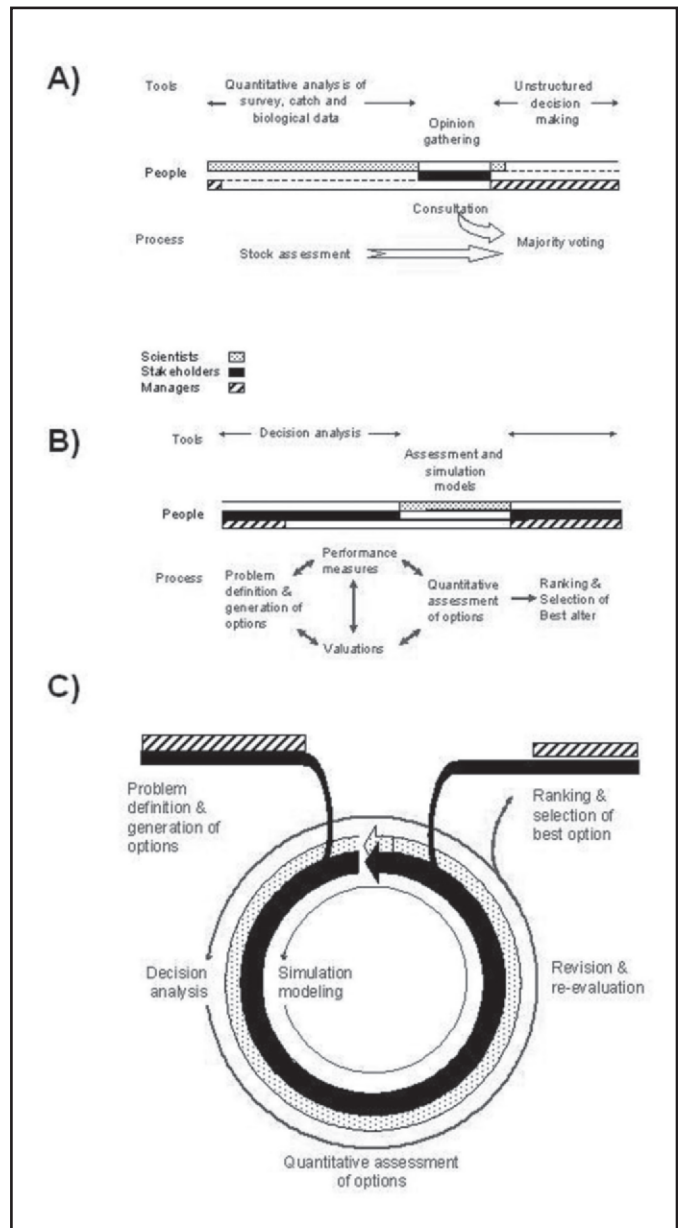 A)
Tools
Quantitative analysis of
survey, catch and
biological data
Opinion
gathering
Unstructured
decision
making
People
Consultation
Process
Stock assessment
Majority voting
Scientists
Stakeholders
Managers
B)
Tools
Decision analysis
Assessment and
simulation
models
People
Process
Problem
definition &
generation of
options
Performance
measures
Valuations
Quantitative
assessment
of options
Ranking &
Selection of
Best alter
C)
Problem
definition &
generation of
options
Ranking &
selection of
best option
Decision
analysis
Simulation
modeling
Revision &
re-evaluation
Quantitative assessment
of options